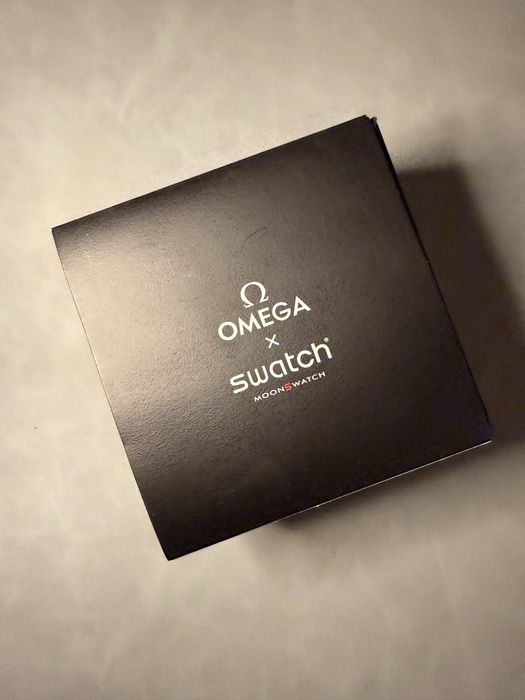 Ω
OMEGA
×
swatch®
MOONSWATCH